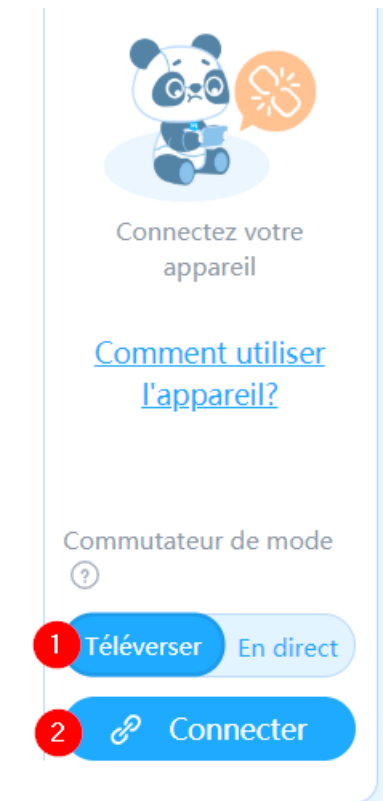 Connectez votre
appareil
Comment utiliser
l'appareil?
Commutateur de mode
?
1 Téléverser En direct
2 Connecter